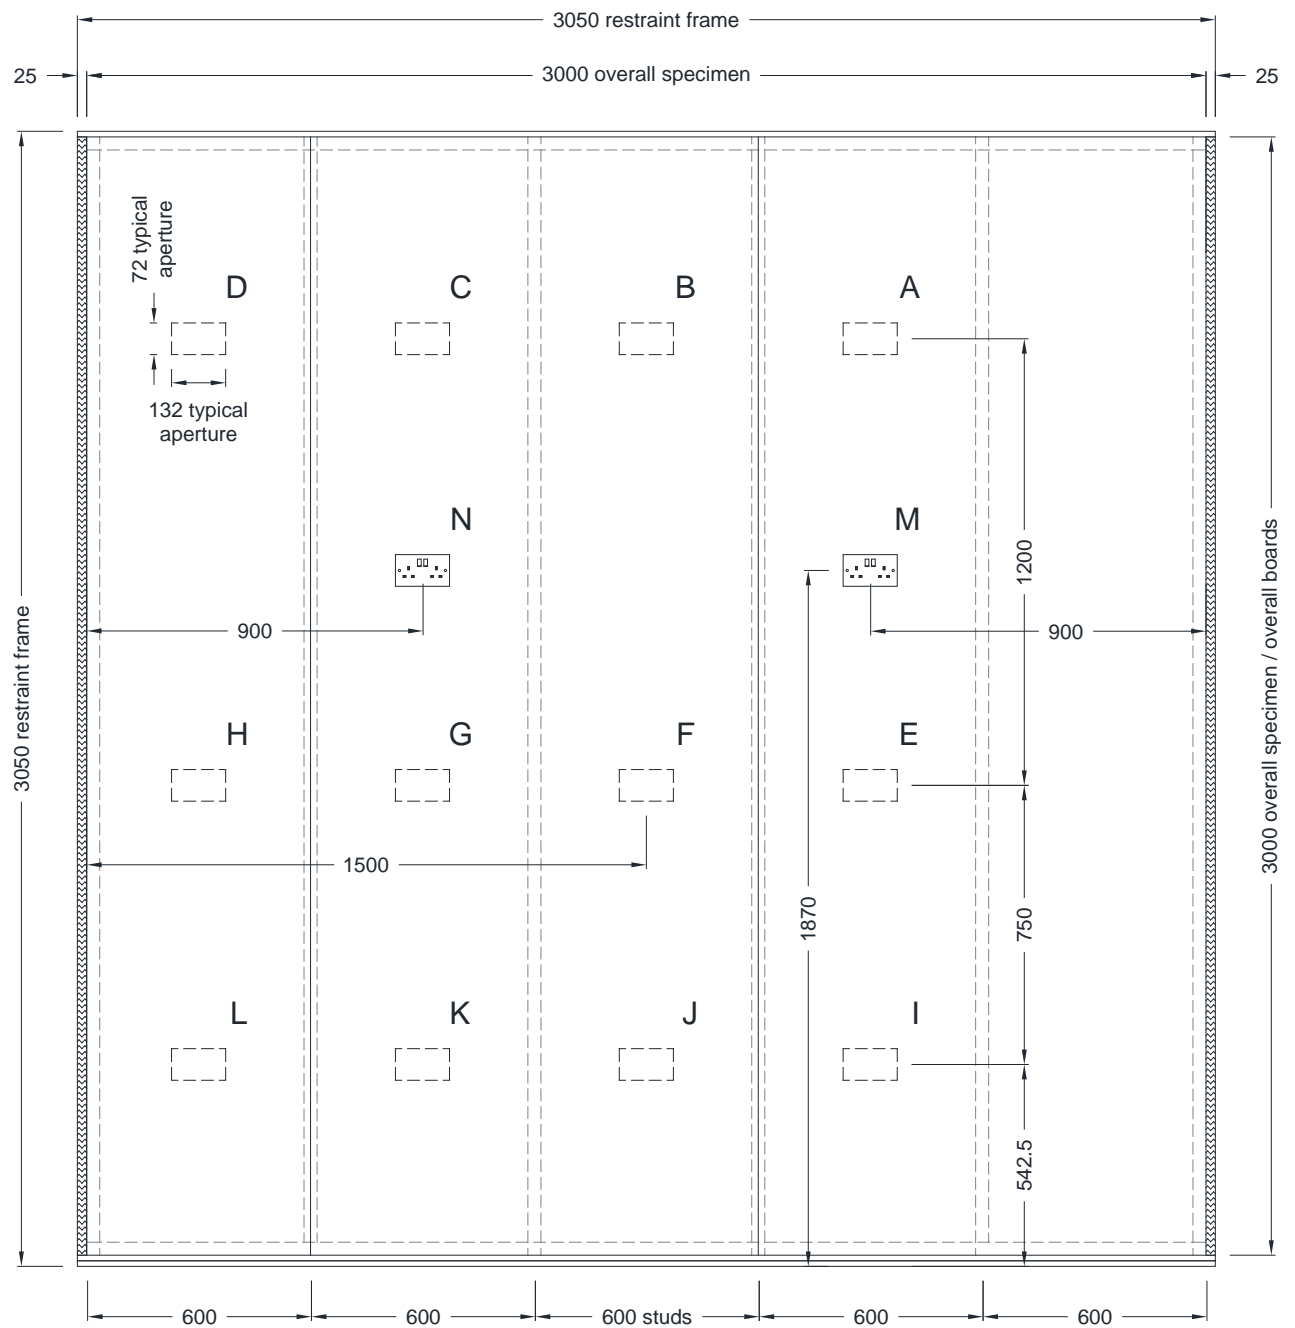 3050 restraint frame
25
3000 overall specimen
25
72 typical
aperture
D
C
B
A
132 typical
aperture
N
M
1200
900
900
3050 restraint frame
3000 overall specimen / overall boards
H
G
F
E
1500
1870
750
L
K
J
I
542.5
600
600
600 studs
600
600